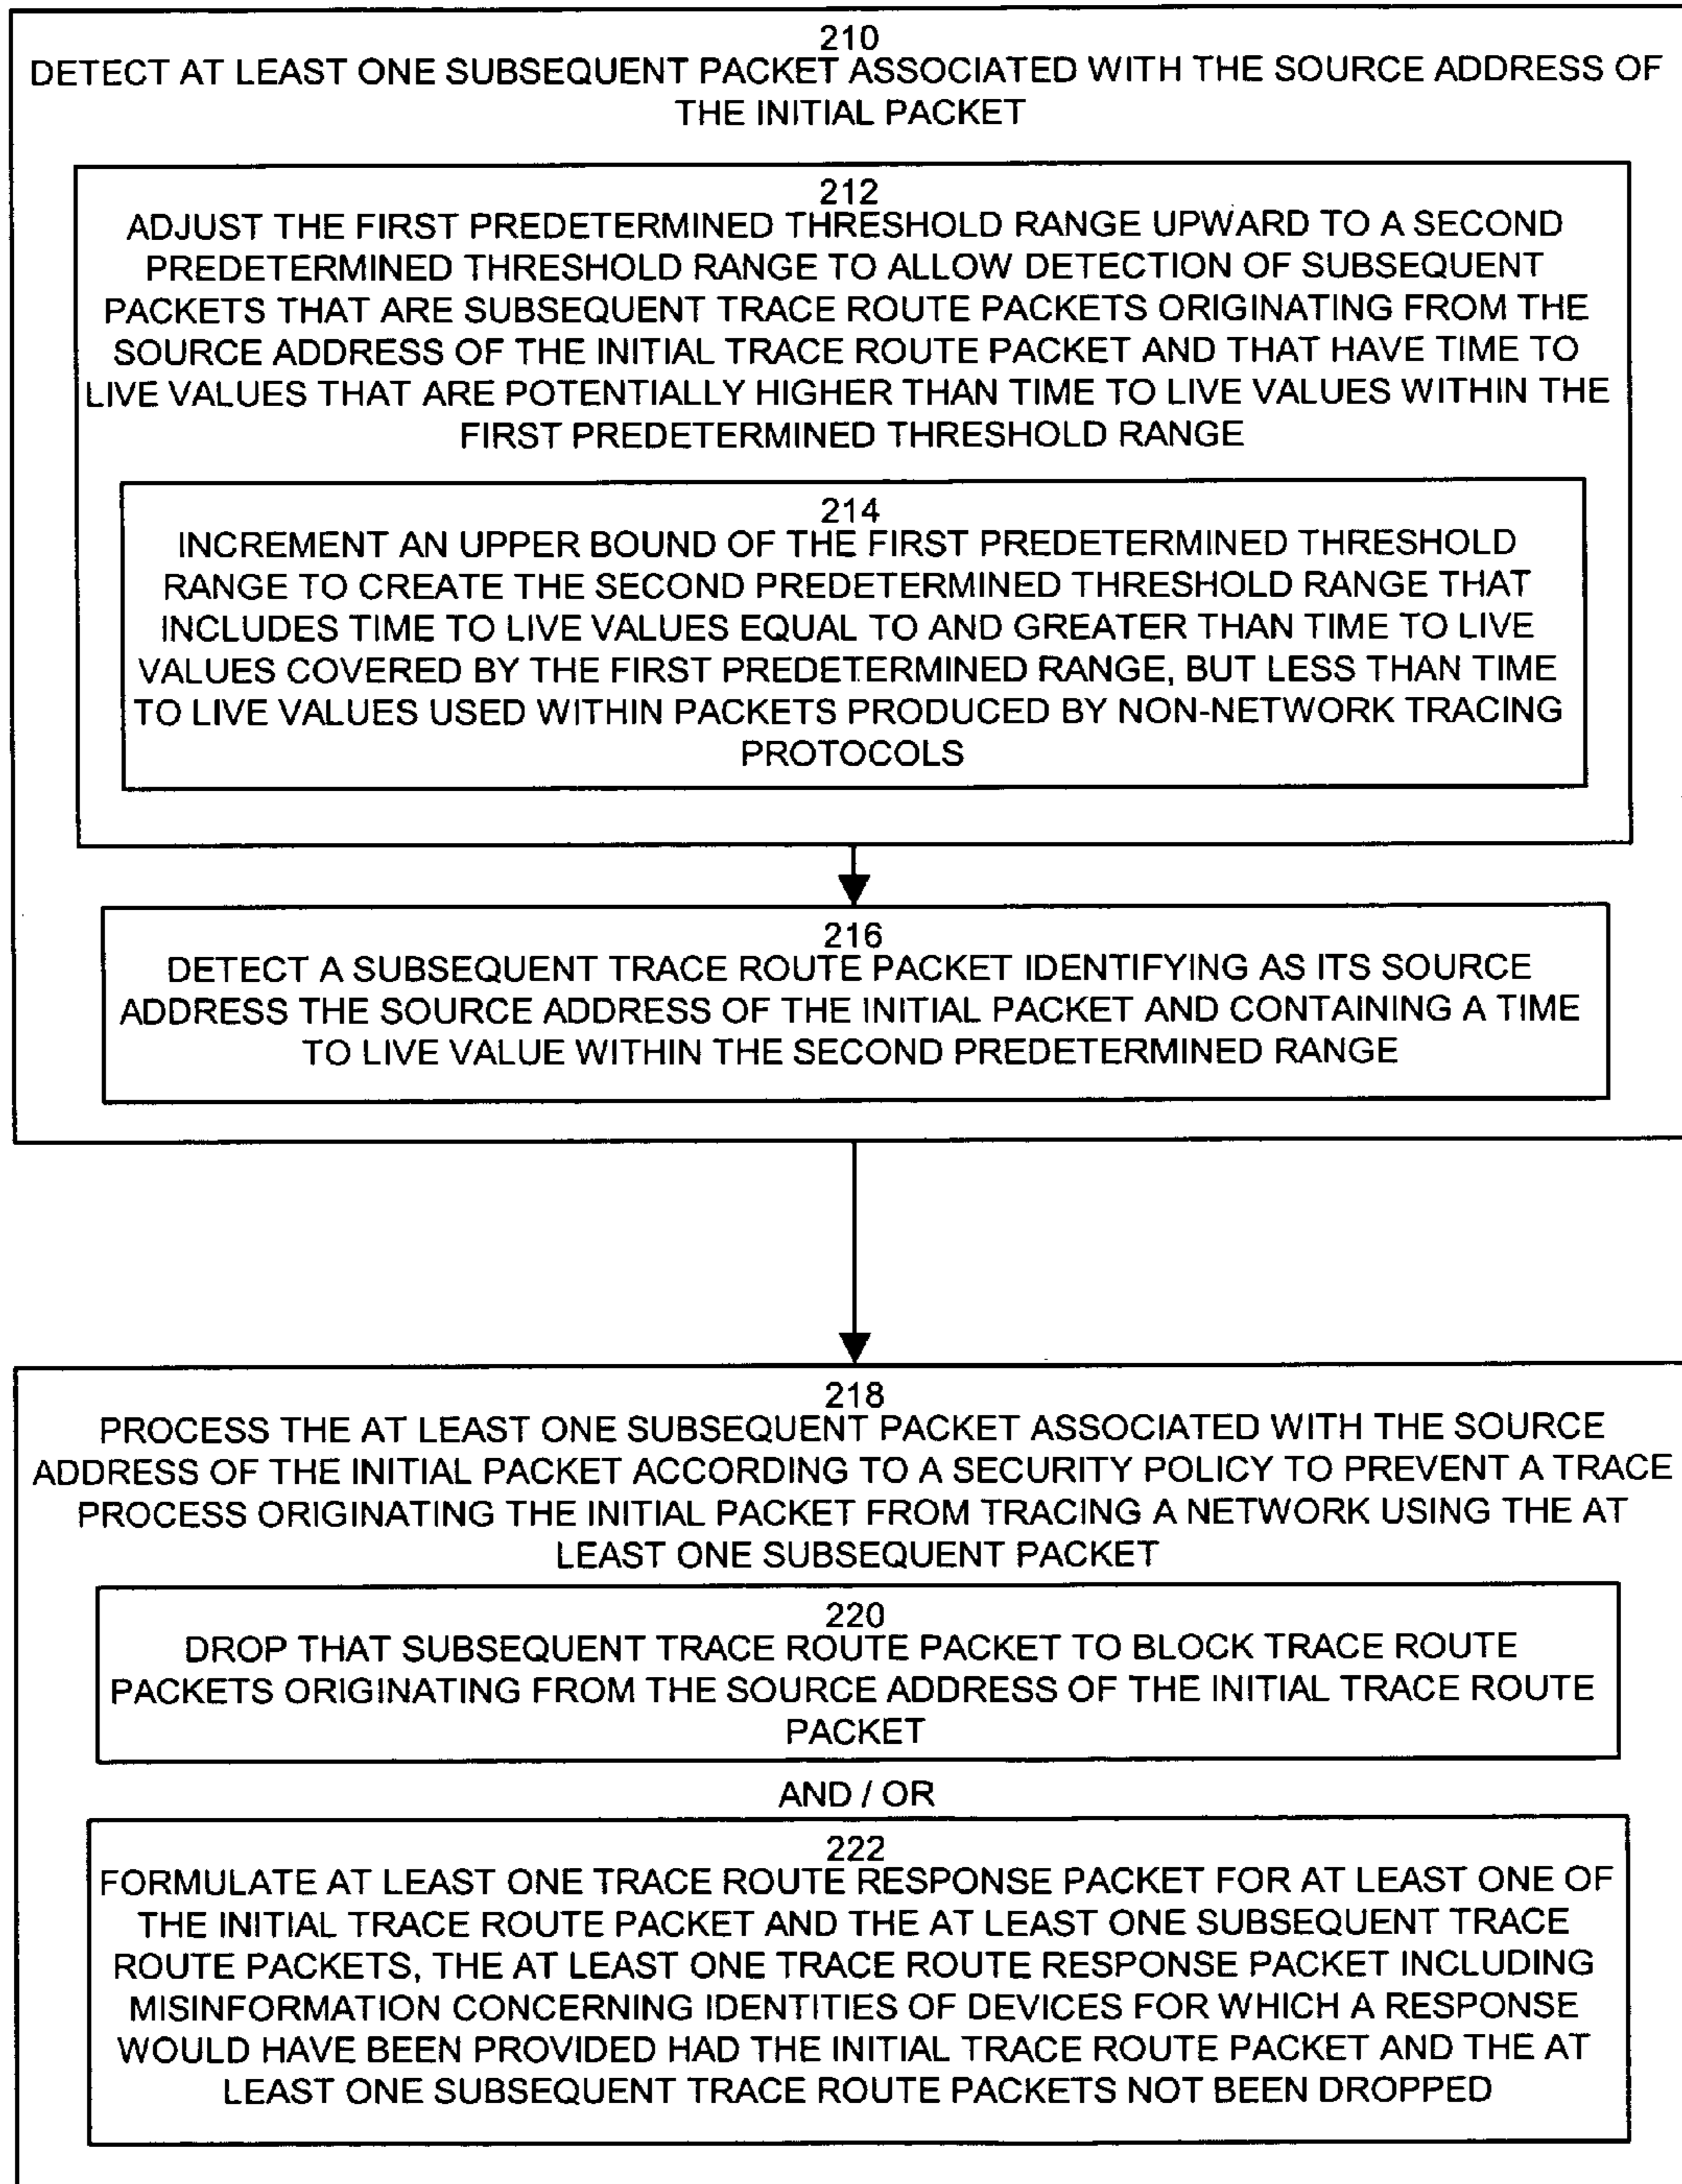 210
DETECT AT LEAST ONE SUBSEQUENT PACKET ASSOCIATED WITH THE SOURCE ADDRESS OF
THE INITIAL PACKET
212
ADJUST THE FIRST PREDETERMINED THRESHOLD RANGE UPWARD TO A SECOND
PREDETERMINED THRESHOLD RANGE TO ALLOW DETECTION OF SUBSEQUENT
PACKETS THAT ARE SUBSEQUENT TRACE ROUTE PACKETS ORIGINATING FROM THE
SOURCE ADDRESS OF THE INITIAL TRACE ROUTE PACKET AND THAT HAVE TIME TO
LIVE VALUES THAT ARE POTENTIALLY HIGHER THAN TIME TO LIVE VALUES WITHIN THE
FIRST PREDETERMINED THRESHOLD RANGE
214
INCREMENT AN UPPER BOUND OF THE FIRST PREDETERMINED THRESHOLD
RANGE TO CREATE THE SECOND PREDETERMINED THRESHOLD RANGE THAT
INCLUDES TIME TO LIVE VALUES EQUAL TO AND GREATER THAN TIME TO LIVE
VALUES COVERED BY THE FIRST PREDETERMINED RANGE, BUT LESS THAN TIME
TO LIVE VALUES USED WITHIN PACKETS PRODUCED BY NON-NETWORK TRACING
PROTOCOLS
216
DETECT A SUBSEQUENT TRACE ROUTE PACKET IDENTIFYING AS ITS SOURCE
ADDRESS THE SOURCE ADDRESS OF THE INITIAL PACKET AND CONTAINING A TIME
TO LIVE VALUE WITHIN THE SECOND PREDETERMINED RANGE
218
PROCESS THE AT LEAST ONE SUBSEQUENT PACKET ASSOCIATED WITH THE SOURCE
ADDRESS OF THE INITIAL PACKET ACCORDING TO A SECURITY POLICY TO PREVENT A TRACE
PROCESS ORIGINATING THE INITIAL PACKET FROM TRACING A NETWORK USING THE AT
LEAST ONE SUBSEQUENT PACKET
220
DROP THAT SUBSEQUENT TRACE ROUTE PACKET TO BLOCK TRACE ROUTE
PACKETS ORIGINATING FROM THE SOURCE ADDRESS OF THE INITIAL TRACE ROUTE
PACKET
AND / OR
222
FORMULATE AT LEAST ONE TRACE ROUTE RESPONSE PACKET FOR AT LEAST ONE OF
THE INITIAL TRACE ROUTE PACKET AND THE AT LEAST ONE SUBSEQUENT TRACE
ROUTE PACKETS, THE AT LEAST ONE TRACE ROUTE RESPONSE PACKET INCLUDING
MISINFORMATION CONCERNING IDENTITIES OF DEVICES FOR WHICH A RESPONSE
WOULD HAVE BEEN PROVIDED HAD THE INITIAL TRACE ROUTE PACKET AND THE AT
LEAST ONE SUBSEQUENT TRACE ROUTE PACKETS NOT BEEN DROPPED